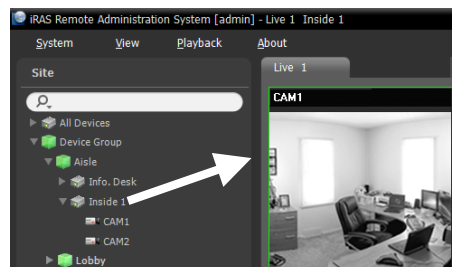 iRAS Remote Administration System [admin] - Live 1 Inside 1
System View Playback About
Site
Live 1
CAM1
All Devices
Device Group
Aisle
Info. Desk
Inside 1
CAM1
CAM2
Lobby